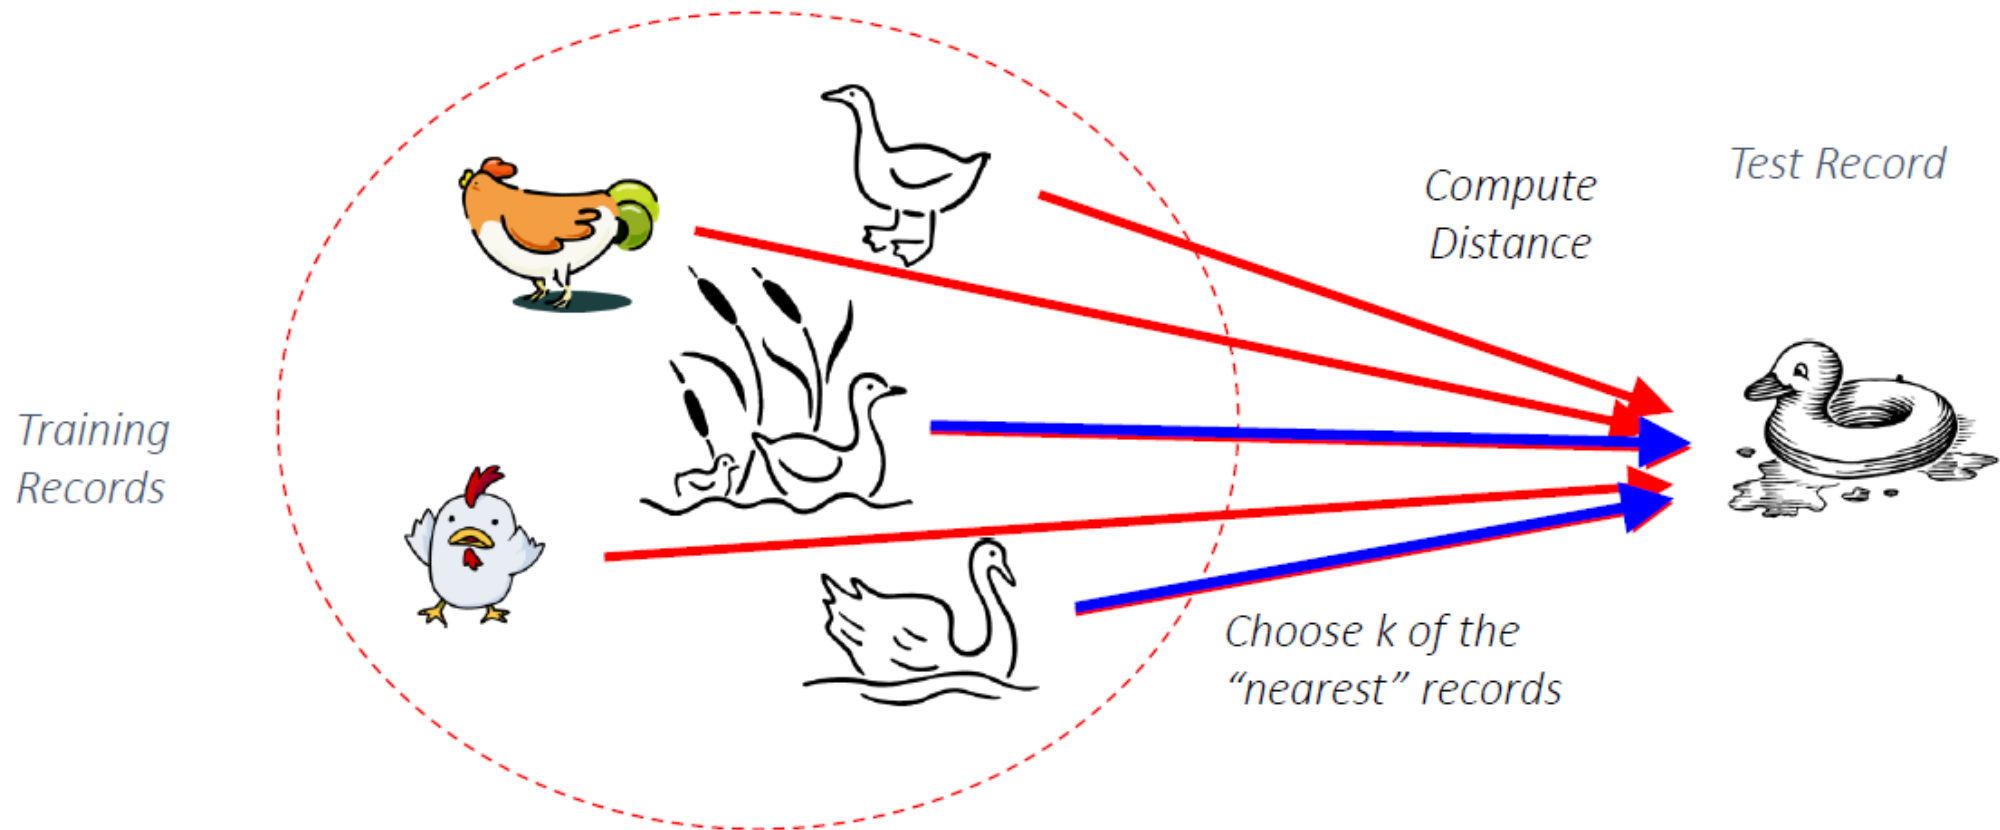 Training
Records
Compute
Distance
Test Record
Choose k of the
“nearest” records